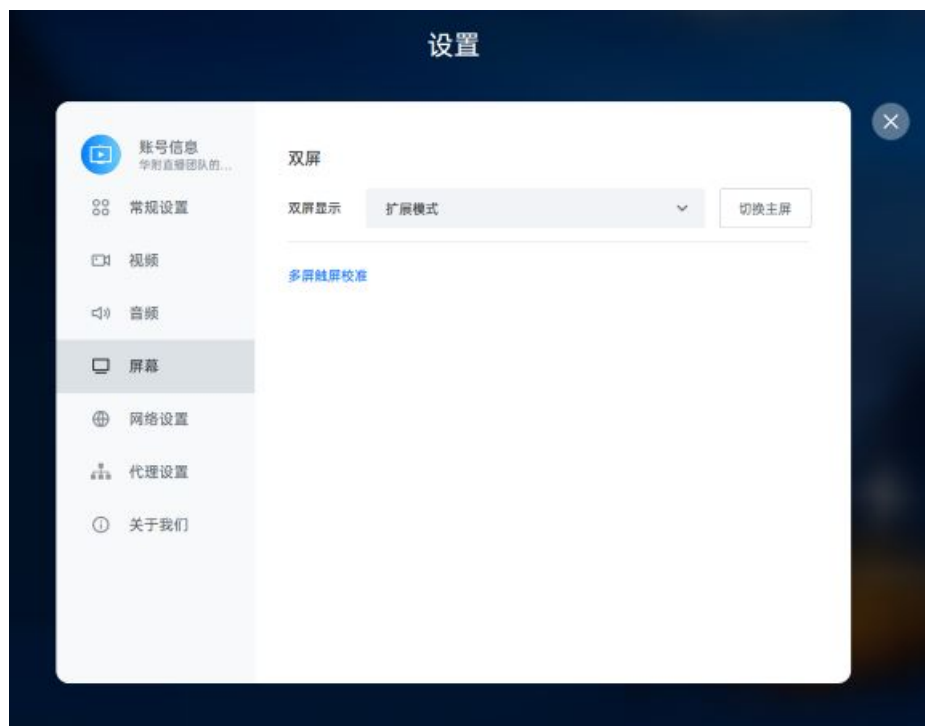 设置
账号信息
华附直播团队的...
常规设置
视频
音频
屏幕
网络设置
代理设置
关于我们
双屏
双屏显示
扩展模式
切换主屏
多屏触屏校准